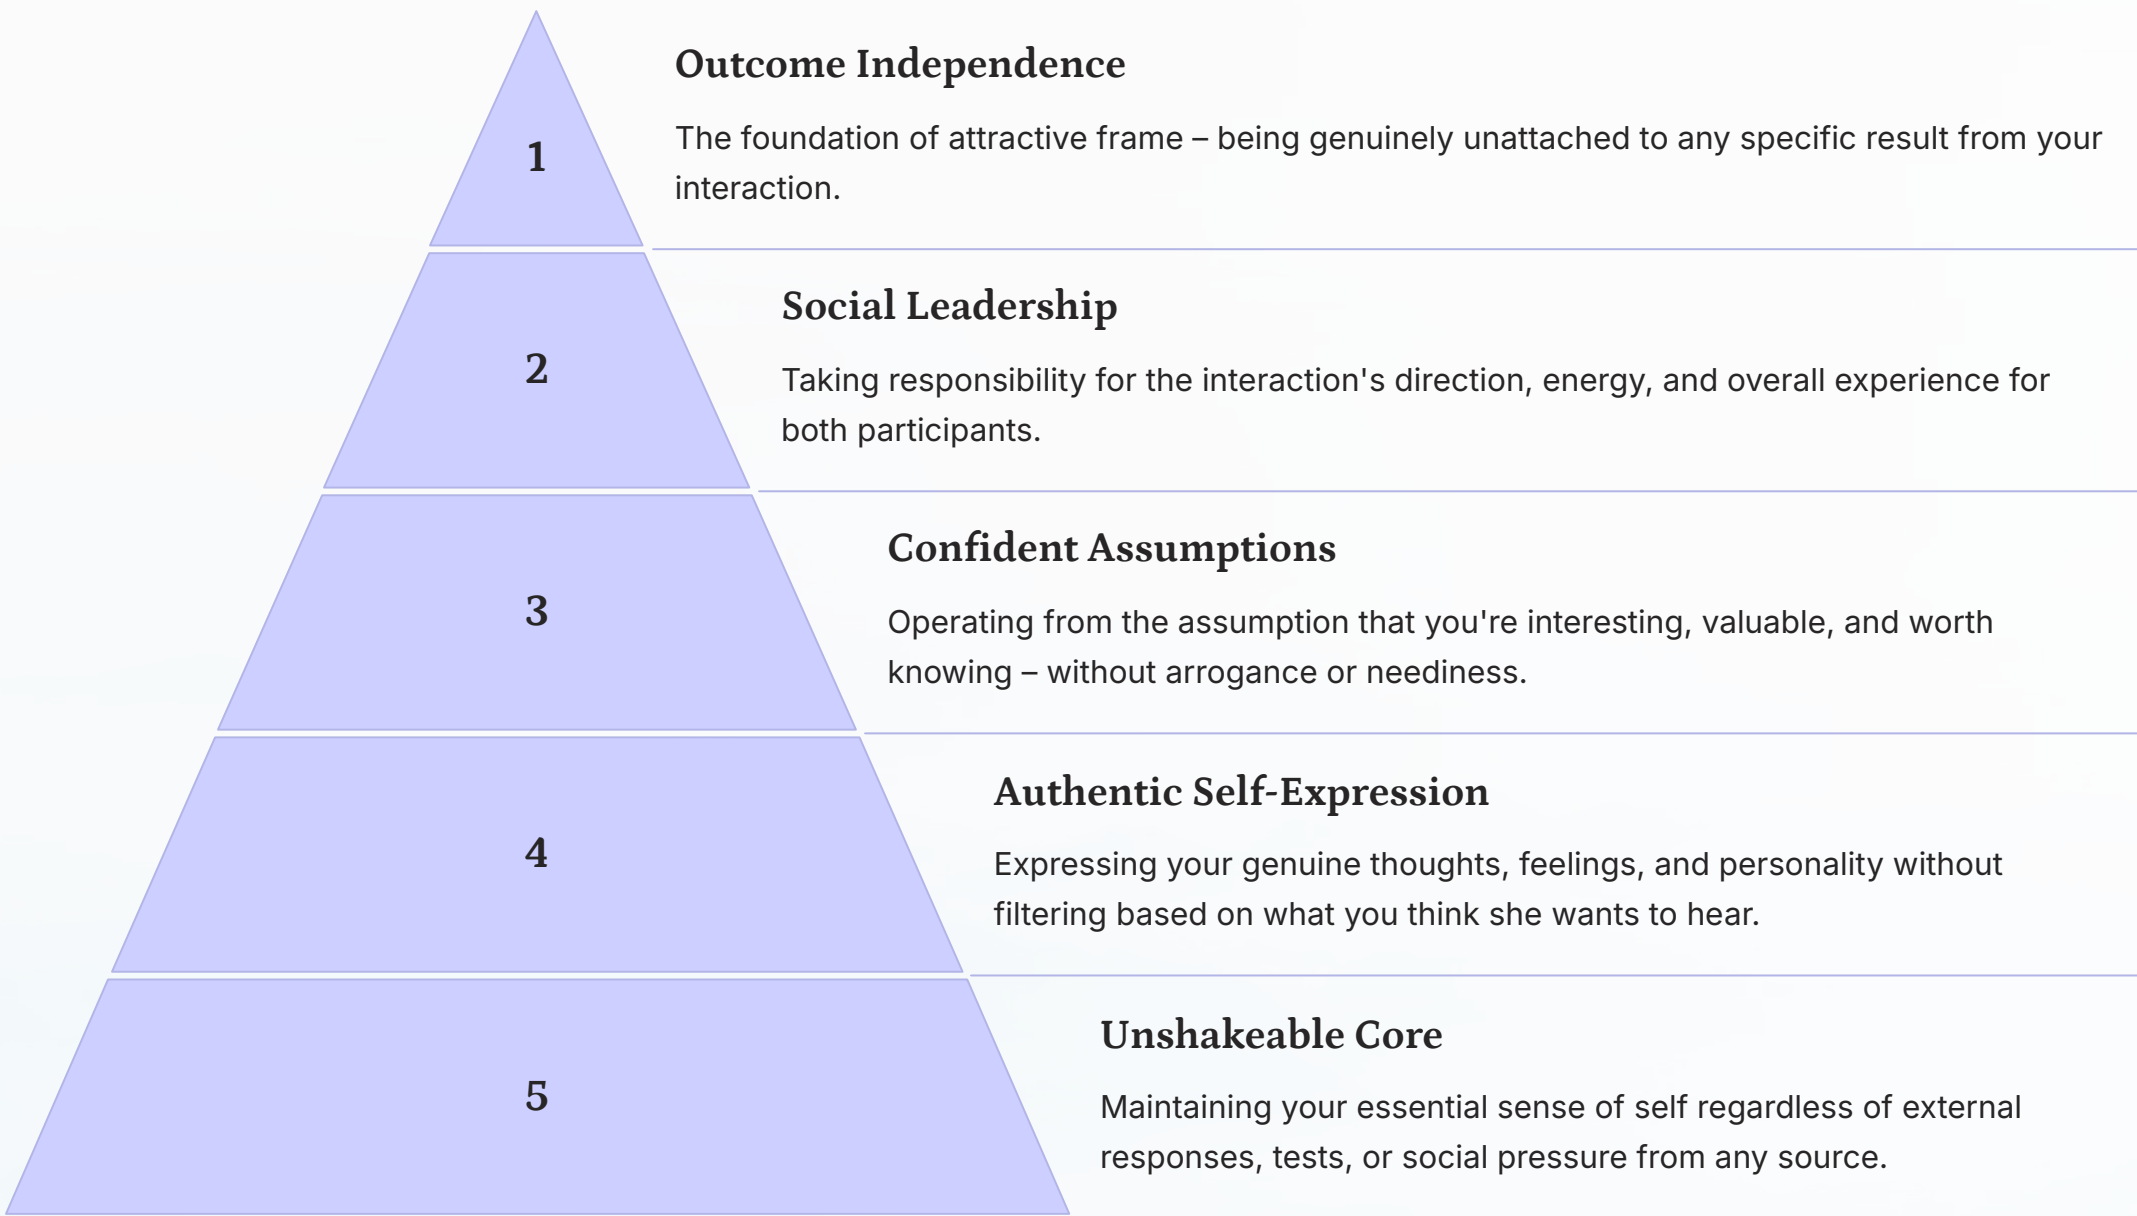 Outcome Independence
1
The foundation of attractive frame – being genuinely unattached to any specific result from your
interaction.
Social Leadership
2
Taking responsibility for the interaction's direction, energy, and overall experience for
both participants.
Confident Assumptions
3
Operating from the assumption that you're interesting, valuable, and worth
knowing – without arrogance or neediness.
Authentic Self-Expression
4
Expressing your genuine thoughts, feelings, and personality without
filtering based on what you think she wants to hear.
Unshakeable Core
5
Maintaining your essential sense of self regardless of external
responses, tests, or social pressure from any source.